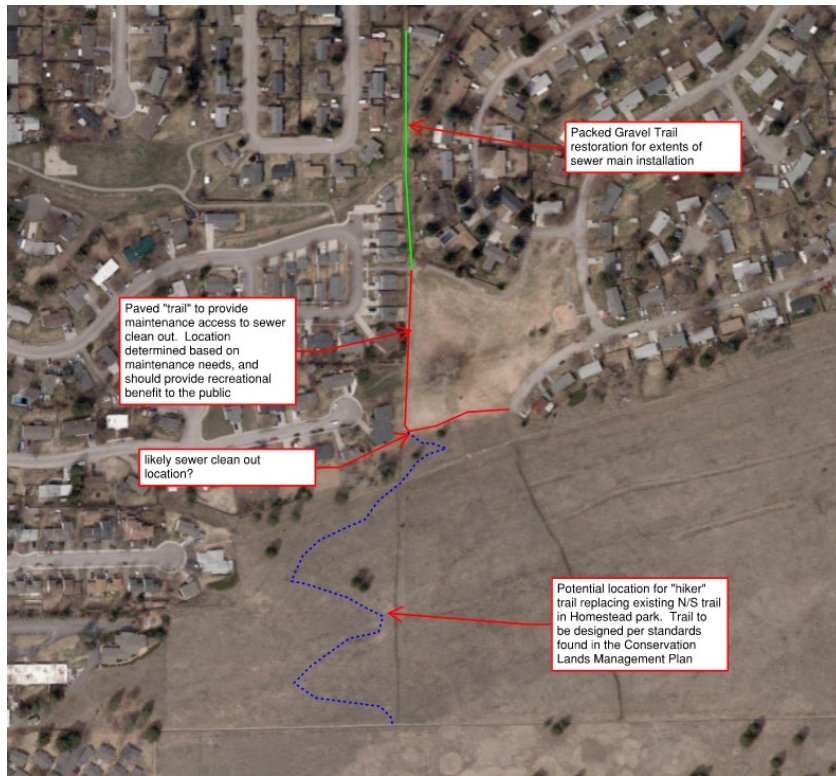 Packed Gravel Trail
restoration for extents of
sewer main installation
Paved "trail" to provide
maintenance access to sewer
clean out. Location
determined based on
maintenance needs, and
should provide recreational
benefit to the public
likely sewer clean out
location?
Potential location for "hiker"
trail replacing existing N/S trail
in Homestead park. Trail to
be designed per standards
found in the Conservation
Lands Management Plan